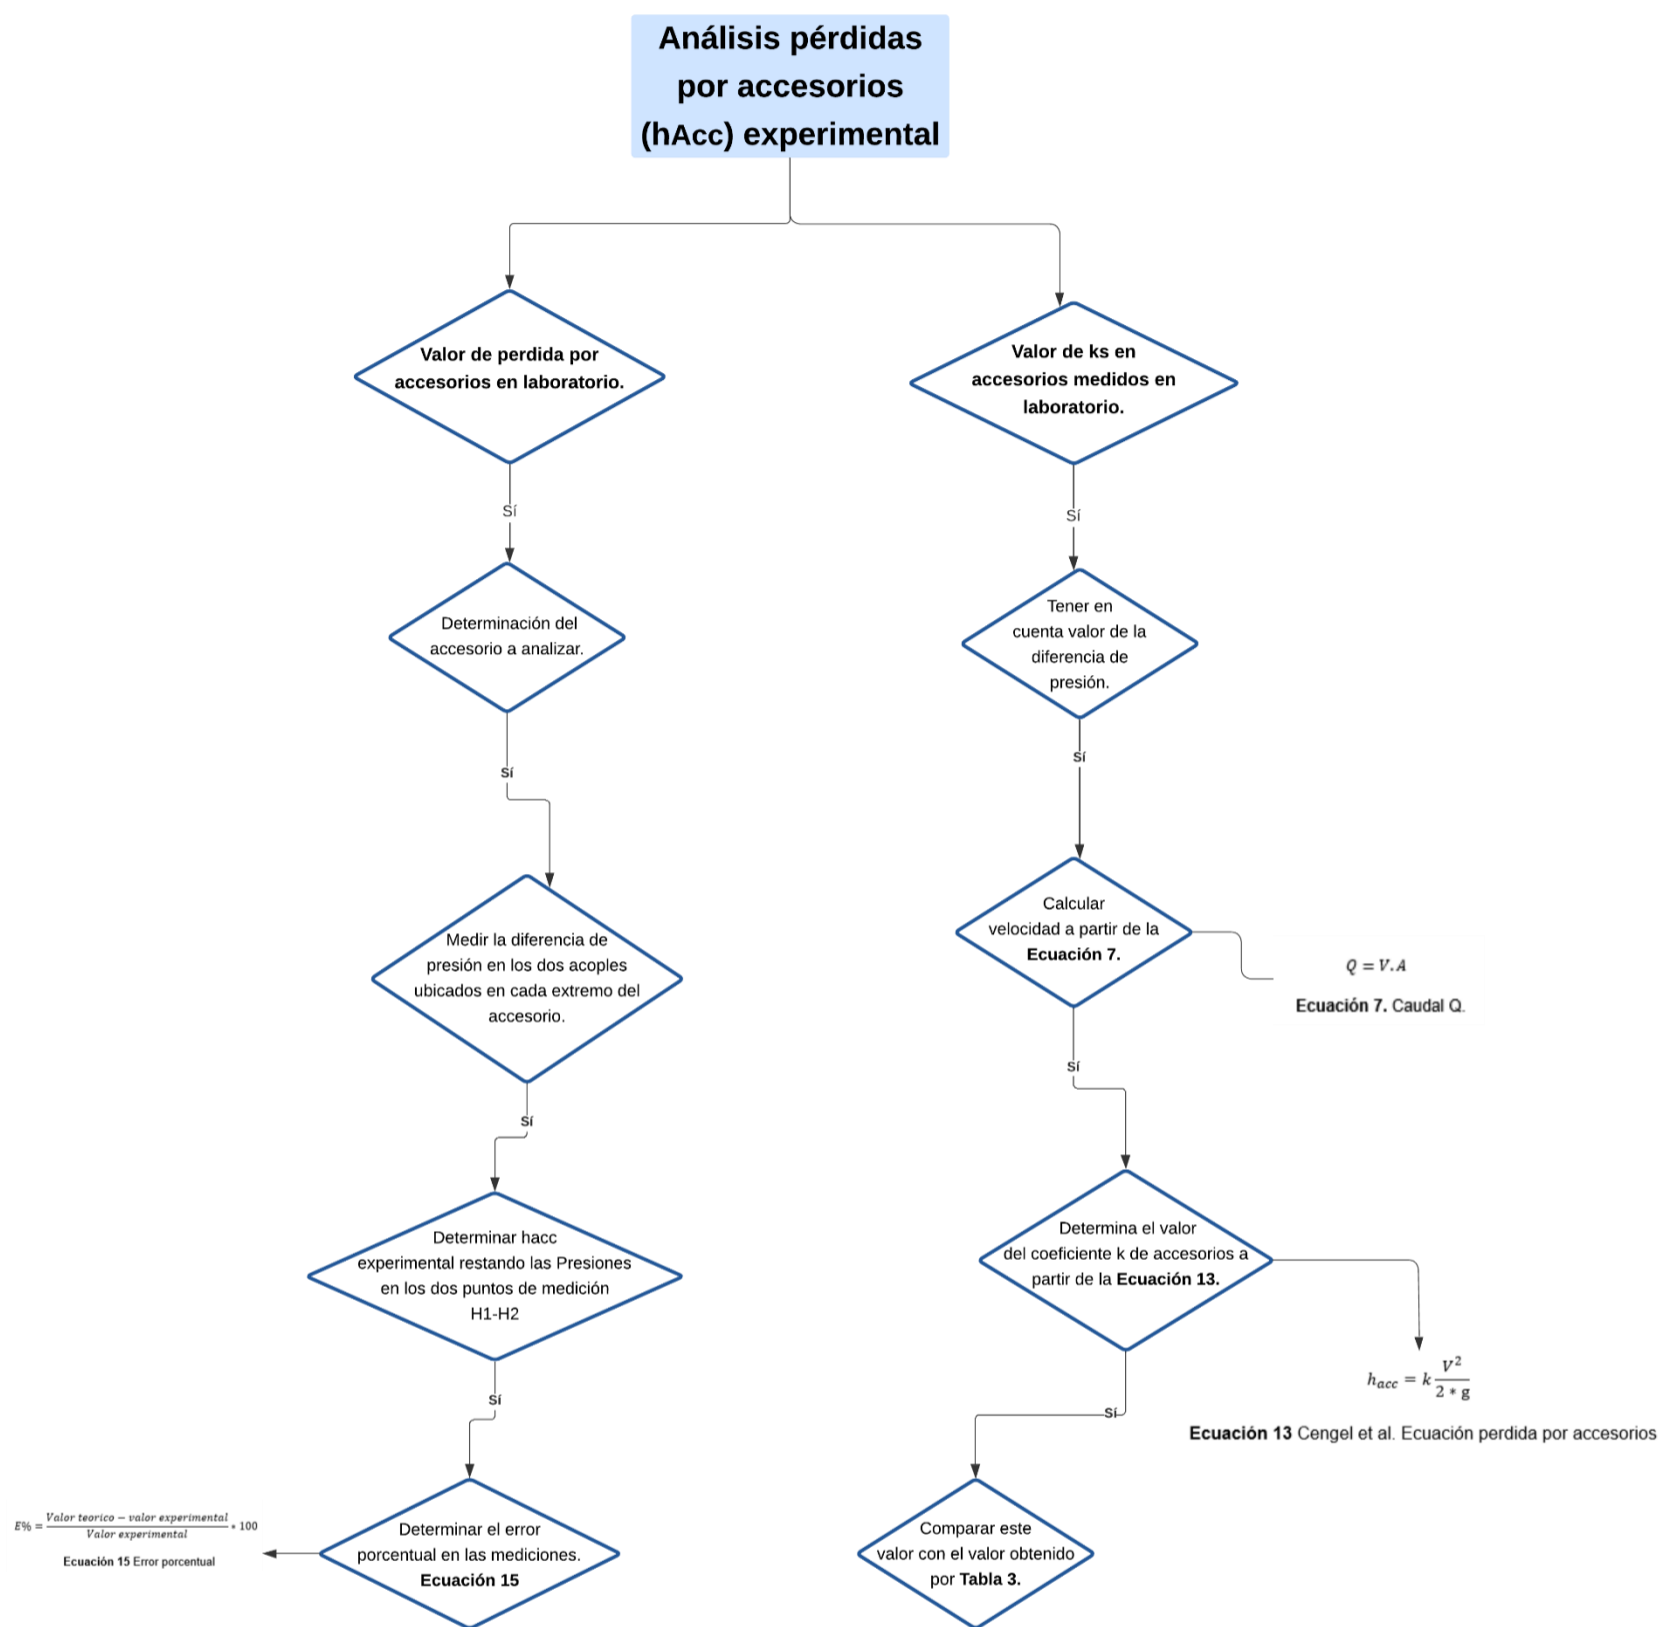 Análisis pérdidas
por accesorios
(hAcc) experimental
Valor de perdida por
accesorios en laboratorio.
Sí
Determinación del
accesorio a analizar.
Sí
Medir la diferencia de
presión en los dos acoples
ubicados en cada extremo del
accesorio.
Sí
Determinar hacc
experimental restando las Presiones
en los dos puntos de medición
H1-H2
Sí
Determinar el error
porcentual en las mediciones.
Ecuación 15
E% = (Valor teorico − valor experimental) / (Valor experimental) * 100
Ecuación 15 Error porcentual
Valor de ks en
accesorios medidos en
laboratorio.
Sí
Tener en
cuenta valor de la
diferencia de
presión.
Sí
Calcular
velocidad a partir de la
Ecuación 7.
Q = V.A
Ecuación 7. Caudal Q.
Sí
Determina el valor
del coeficiente k de accesorios a
partir de la Ecuación 13.
h_acc = k V² / (2 * g)
Ecuación 13 Cengel et al. Ecuación perdida por accesorios
Sí
Comparar este
valor con el valor obtenido
por Tabla 3.